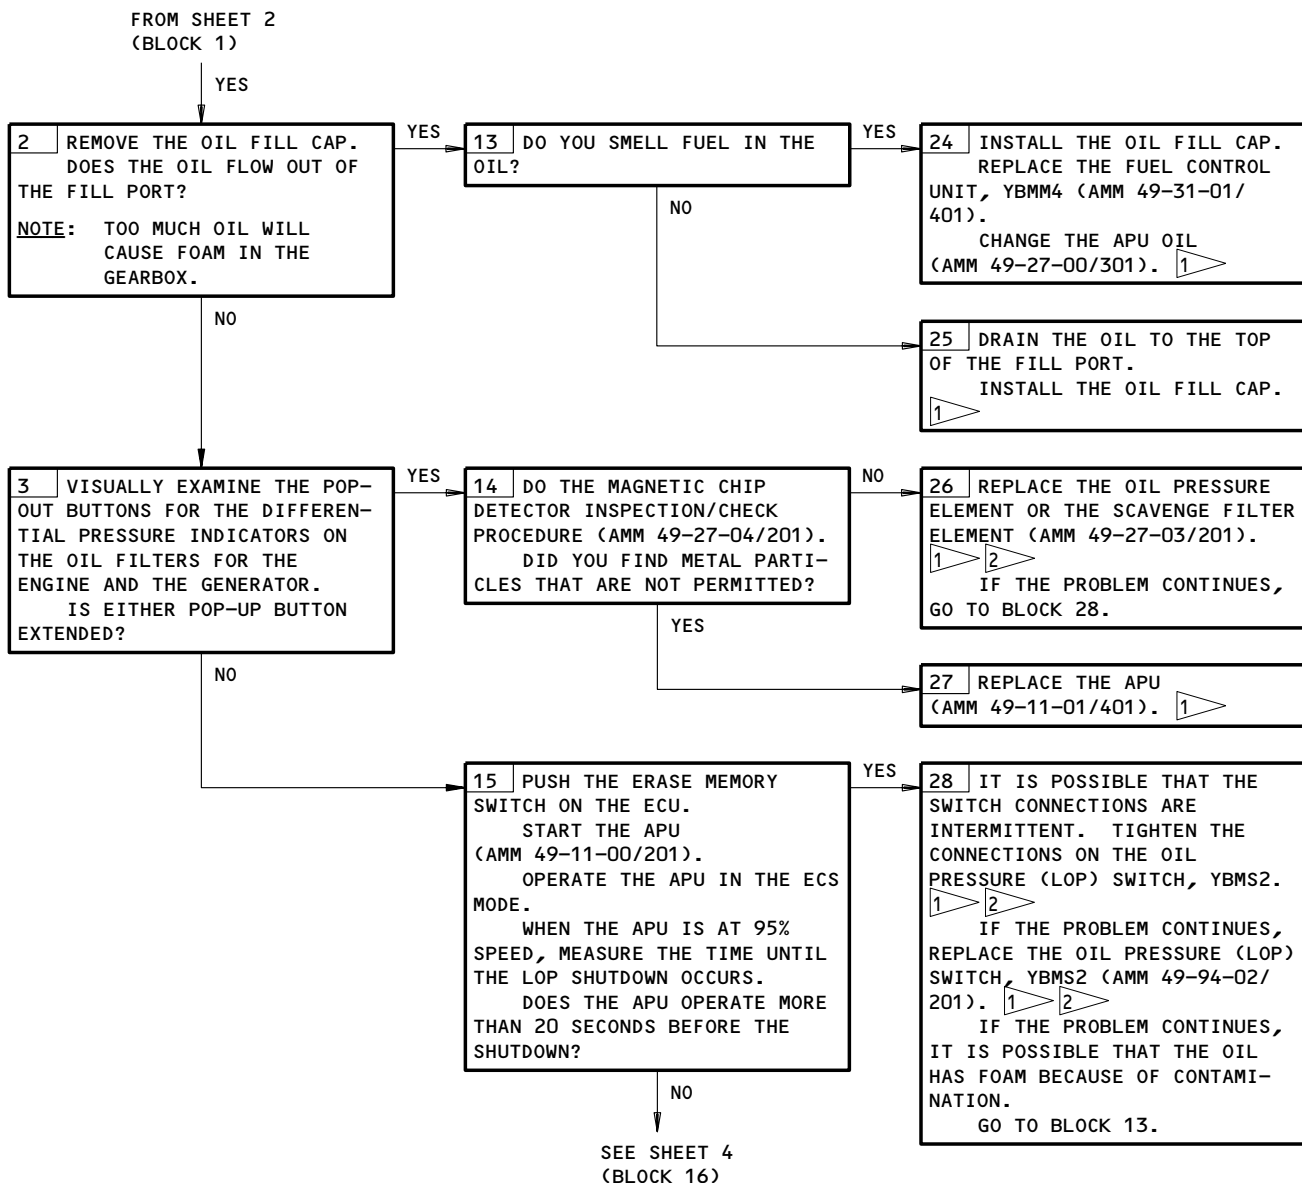 FROM SHEET 2
(BLOCK 1)
YES
2 REMOVE THE OIL FILL CAP.
DOES THE OIL FLOW OUT OF
THE FILL PORT?
NOTE: TOO MUCH OIL WILL
CAUSE FOAM IN THE
GEARBOX.
YES
13 DO YOU SMELL FUEL IN THE
OIL?
YES
24 INSTALL THE OIL FILL CAP.
REPLACE THE FUEL CONTROL
UNIT, YBMM4 (AMM 49-31-01/
401).
CHANGE THE APU OIL
(AMM 49-27-00/301). 1
NO
NO
25 DRAIN THE OIL TO THE TOP
OF THE FILL PORT.
INSTALL THE OIL FILL CAP.
1
3 VISUALLY EXAMINE THE POP-
OUT BUTTONS FOR THE DIFFEREN-
TIAL PRESSURE INDICATORS ON
THE OIL FILTERS FOR THE
ENGINE AND THE GENERATOR.
IS EITHER POP-UP BUTTON
EXTENDED?
YES
14 DO THE MAGNETIC CHIP
DETECTOR INSPECTION/CHECK
PROCEDURE (AMM 49-27-04/201).
DID YOU FIND METAL PARTI-
CLES THAT ARE NOT PERMITTED?
NO
26 REPLACE THE OIL PRESSURE
ELEMENT OR THE SCAVENGE FILTER
ELEMENT (AMM 49-27-03/201).
1 2
IF THE PROBLEM CONTINUES,
GO TO BLOCK 28.
YES
NO
27 REPLACE THE APU
(AMM 49-11-01/401). 1
15 PUSH THE ERASE MEMORY
SWITCH ON THE ECU.
START THE APU
(AMM 49-11-00/201).
OPERATE THE APU IN THE ECS
MODE.
WHEN THE APU IS AT 95%
SPEED, MEASURE THE TIME UNTIL
THE LOP SHUTDOWN OCCURS.
DOES THE APU OPERATE MORE
THAN 20 SECONDS BEFORE THE
SHUTDOWN?
YES
28 IT IS POSSIBLE THAT THE
SWITCH CONNECTIONS ARE
INTERMITTENT. TIGHTEN THE
CONNECTIONS ON THE OIL
PRESSURE (LOP) SWITCH, YBMS2.
1 2
IF THE PROBLEM CONTINUES,
REPLACE THE OIL PRESSURE (LOP)
SWITCH, YBMS2 (AMM 49-94-02/
201). 1 2
IF THE PROBLEM CONTINUES,
IT IS POSSIBLE THAT THE OIL
HAS FOAM BECAUSE OF CONTAMI-
NATION.
GO TO BLOCK 13.
NO
SEE SHEET 4
(BLOCK 16)